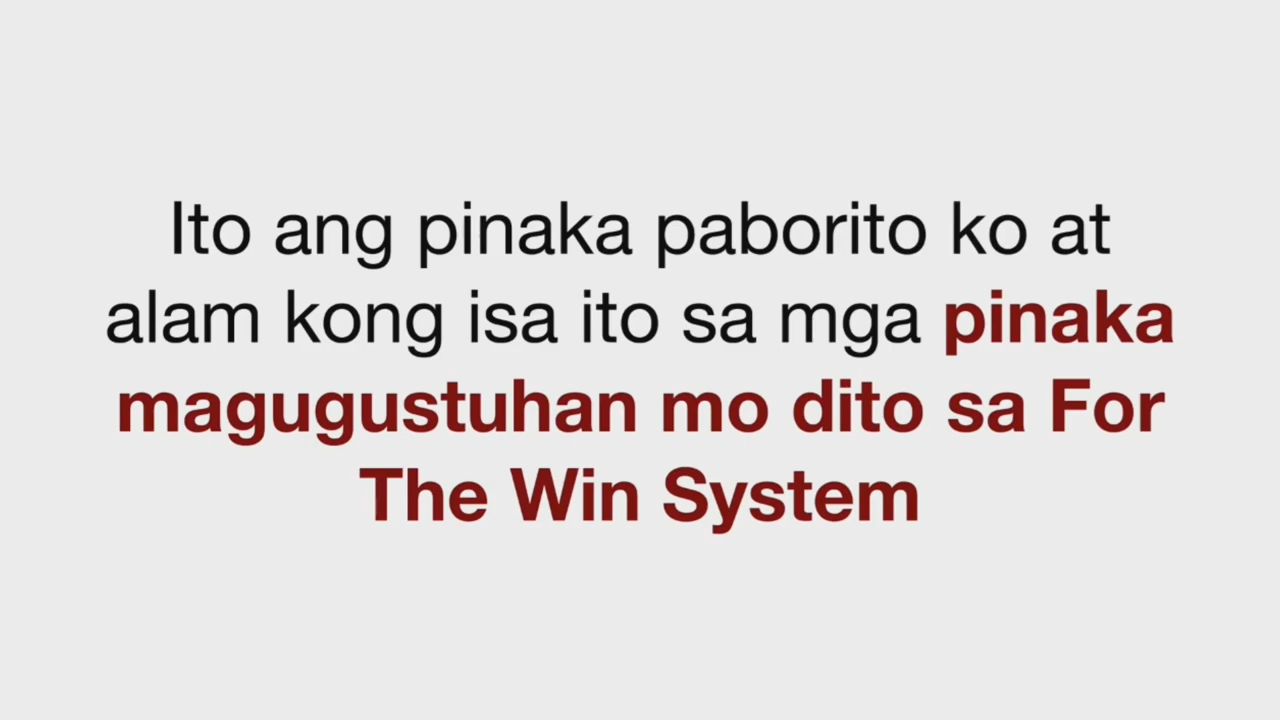 Ito ang pinaka paborito ko at
alam kong isa ito sa mga pinaka
magugustuhan mo dito sa For
The Win System